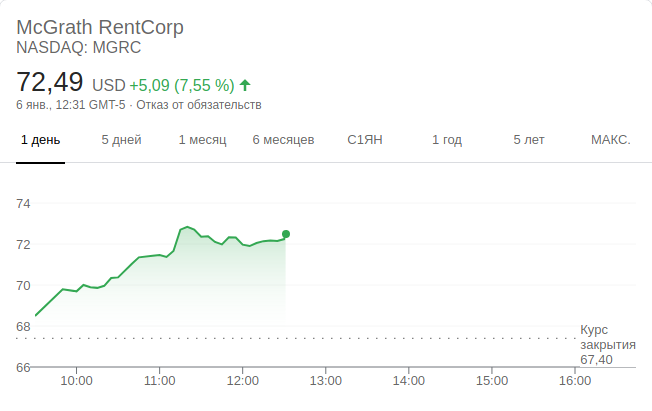 McGrath RentCorp
NASDAQ: MGRC
72,49 USD +5,09 (7,55 %)
6 янв., 12:31 GMT-5 · Отказ от обязательств
1 день 5 дней 1 месяц 6 месяцев С1ЯН 1 год 5 лет МАКС.
74
72
70
68
Курс
закрытия
67,40
66
10:00 11:00 12:00 13:00 14:00 15:00 16:00